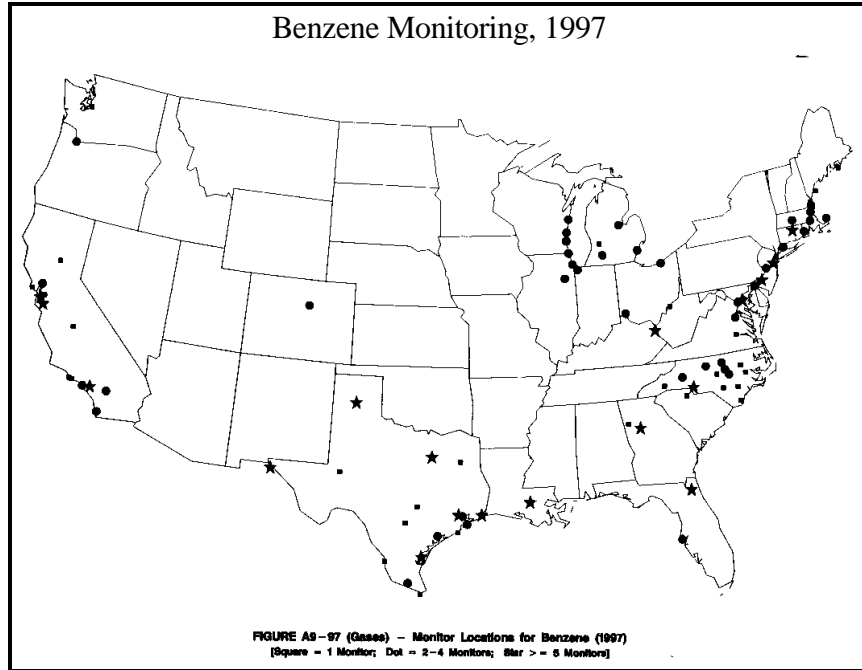 Benzene Monitoring, 1997
FIGURE A9-97 (Gases) - Monitor Locations for Benzene (1997)
[Square = 1 Monitor; Dot = 2-4 Monitors; Star >= 5 Monitors]